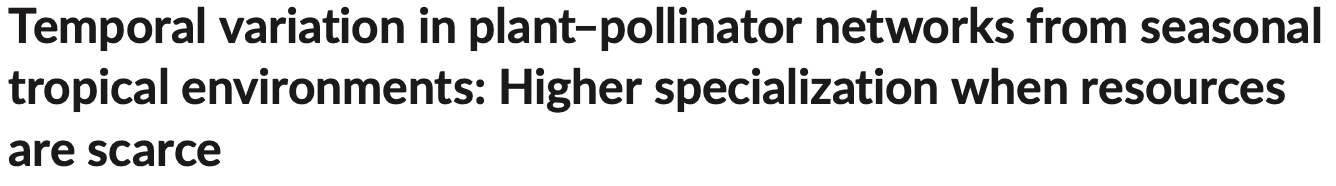 Temporal variation in plant–pollinator networks from seasonal
tropical environments: Higher specialization when resources
are scarce